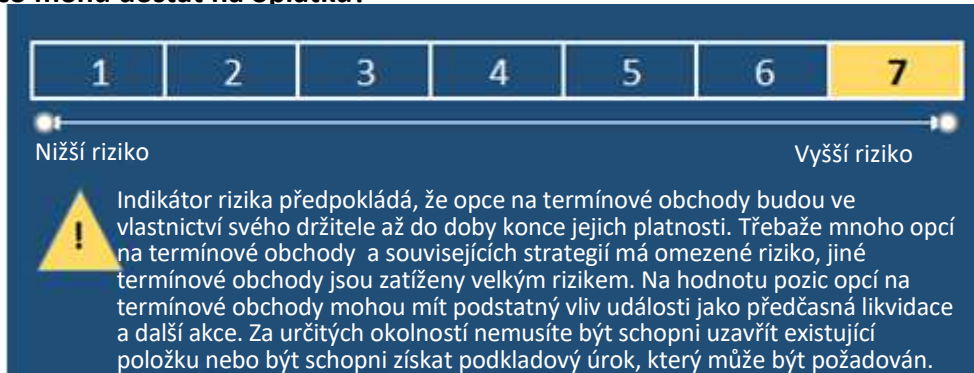 mohu dostat na oplátku?
1 2 3 4 5 6 7
Nižší riziko Vyšší riziko
Indikátor rizika předpokládá, že opce na termínové obchody budou ve
! vlastnictví svého držitele až do doby konce jejich platnosti. Třebaže mnoho opcí
na termínové obchody a souvisejících strategií má omezené riziko, jiné
termínové obchody jsou zatíženy velkým rizikem. Na hodnotu pozic opcí na
termínové obchody mohou mít podstatný vliv události jako předčasná likvidace
a další akce. Za určitých okolností nemusíte být schopni uzavřít existující
položku nebo být schopni získat podkladový úrok, který může být požadován.